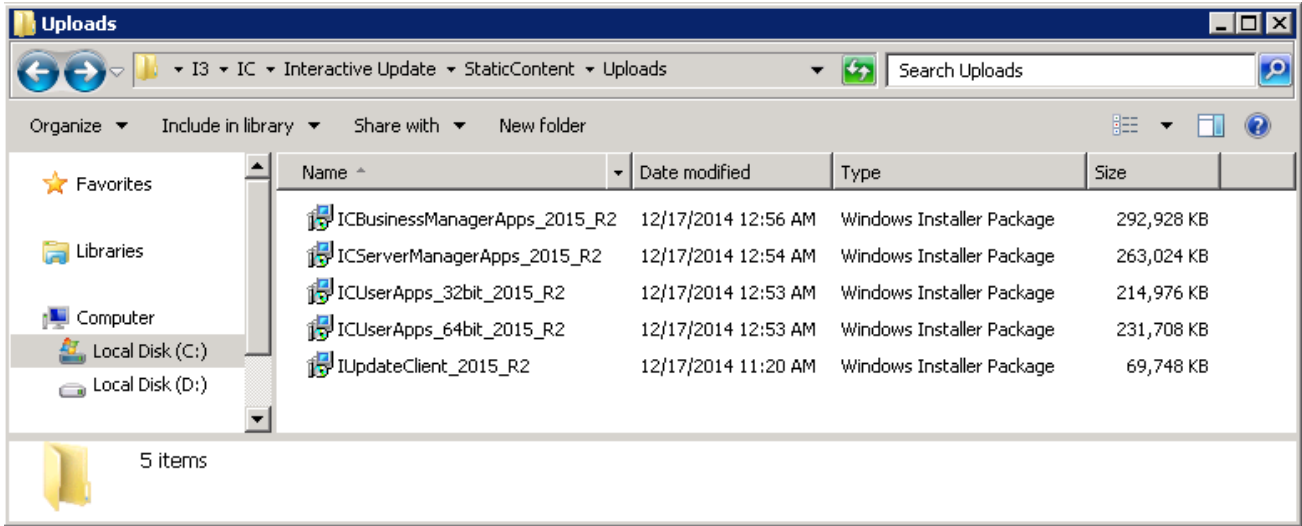 Uploads
I3 IC Interactive Update StaticContent Uploads Search Uploads
Organize Include in library Share with New folder
Favorites
Libraries
Computer
Local Disk (C:)
Local Disk (D:)
Name Date modified Type Size
ICBusinessManagerApps_2015_R2 12/17/2014 12:56 AM Windows Installer Package 292,928 KB
ICServerManagerApps_2015_R2 12/17/2014 12:54 AM Windows Installer Package 263,024 KB
ICUserApps_32bit_2015_R2 12/17/2014 12:53 AM Windows Installer Package 214,976 KB
ICUserApps_64bit_2015_R2 12/17/2014 12:53 AM Windows Installer Package 231,708 KB
IUpdateClient_2015_R2 12/17/2014 11:20 AM Windows Installer Package 69,748 KB
5 items